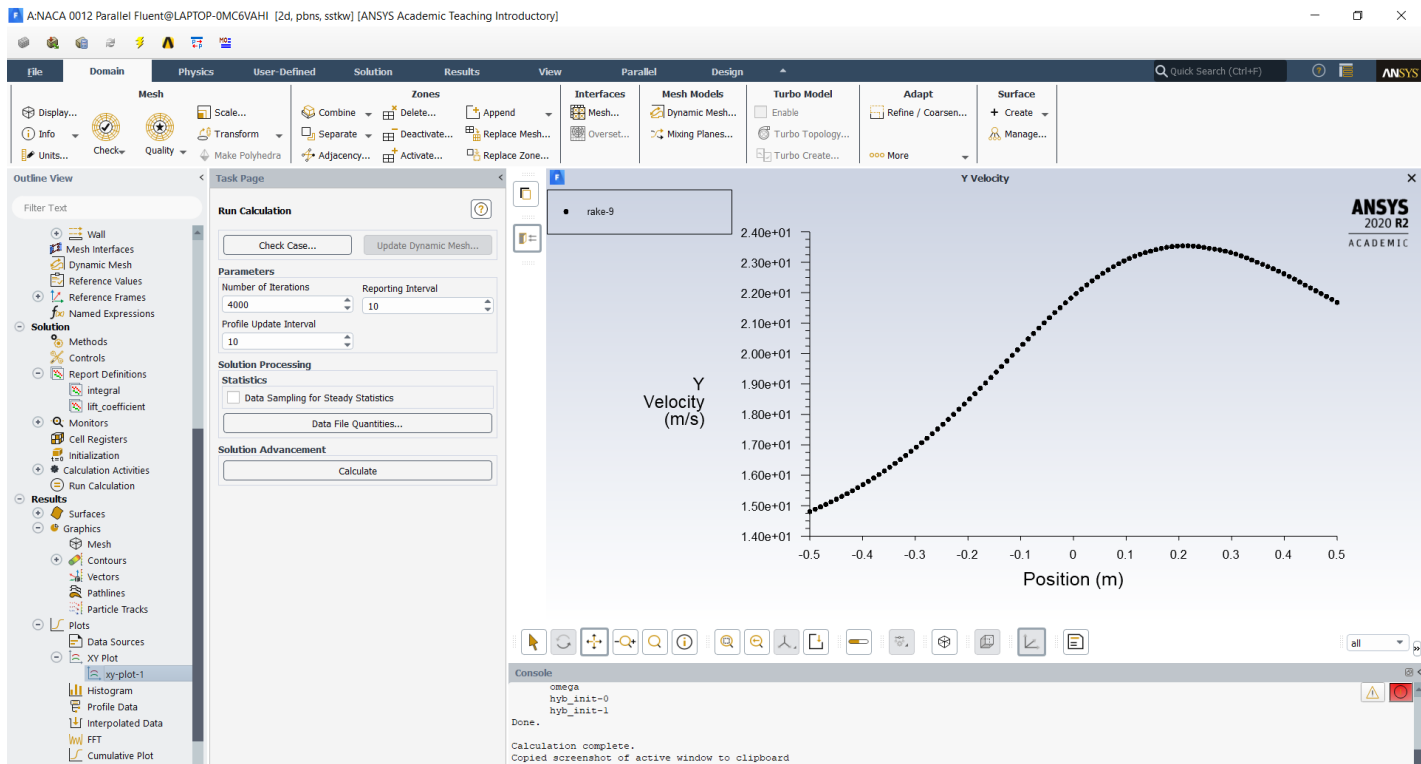 A:NACA 0012 Parallel Fluent@LAPTOP-0MC6VAHI [2d, pbns, sstkw] [ANSYS Academic Teaching Introductory]
File Domain Physics User-Defined Solution Results View Parallel Design Quick Search (Ctrl+F) ANSYS
Mesh Zones Interfaces Mesh Models Turbo Model Adapt Surface
Display... Scale... Combine Delete... Append Mesh... Dynamic Mesh... Enable Refine / Coarsen... Create
Info Transform Separate Deactivate... Replace Mesh... Overset... Mixing Planes... Turbo Topology... Manage...
Units... Check Quality Make Polyhedra Adjacency... Activate... Replace Zone... Turbo Create... More
Outline View
Filter Text
Wall
Mesh Interfaces
Dynamic Mesh
Reference Values
Reference Frames
Named Expressions
Solution
Methods
Controls
Report Definitions
integral
lift_coefficient
Monitors
Cell Registers
Initialization
Calculation Activities
Run Calculation
Results
Surfaces
Graphics
Mesh
Contours
Vectors
Pathlines
Particle Tracks
Plots
Data Sources
XY Plot
xy-plot-1
Histogram
Profile Data
Interpolated Data
FFT
Cumulative Plot
Task Page
Run Calculation
Check Case... Update Dynamic Mesh...
Parameters
Number of Iterations Reporting Interval
4000 10
Profile Update Interval
10
Solution Processing
Statistics
Data Sampling for Steady Statistics
Data File Quantities...
Solution Advancement
Calculate
Y Velocity
rake-9
ANSYS
2020 R2
ACADEMIC
2.40e+01
2.30e+01
2.20e+01
2.10e+01
2.00e+01
1.90e+01
1.80e+01
1.70e+01
1.60e+01
1.50e+01
1.40e+01
Y
Velocity
(m/s)
-0.5 -0.4 -0.3 -0.2 -0.1 0 0.1 0.2 0.3 0.4 0.5
Position (m)
all
Console
omega
hyb_init-0
hyb_init-1
Done.
Calculation complete.
Copied screenshot of active window to clipboard